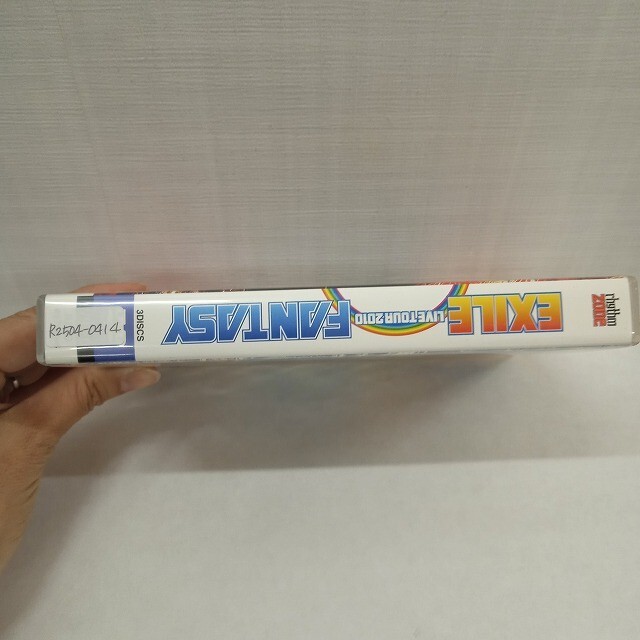 rhythm
zone
EXILE
LIVE TOUR 2010
FANTASY
3DISCS
R2504-0414